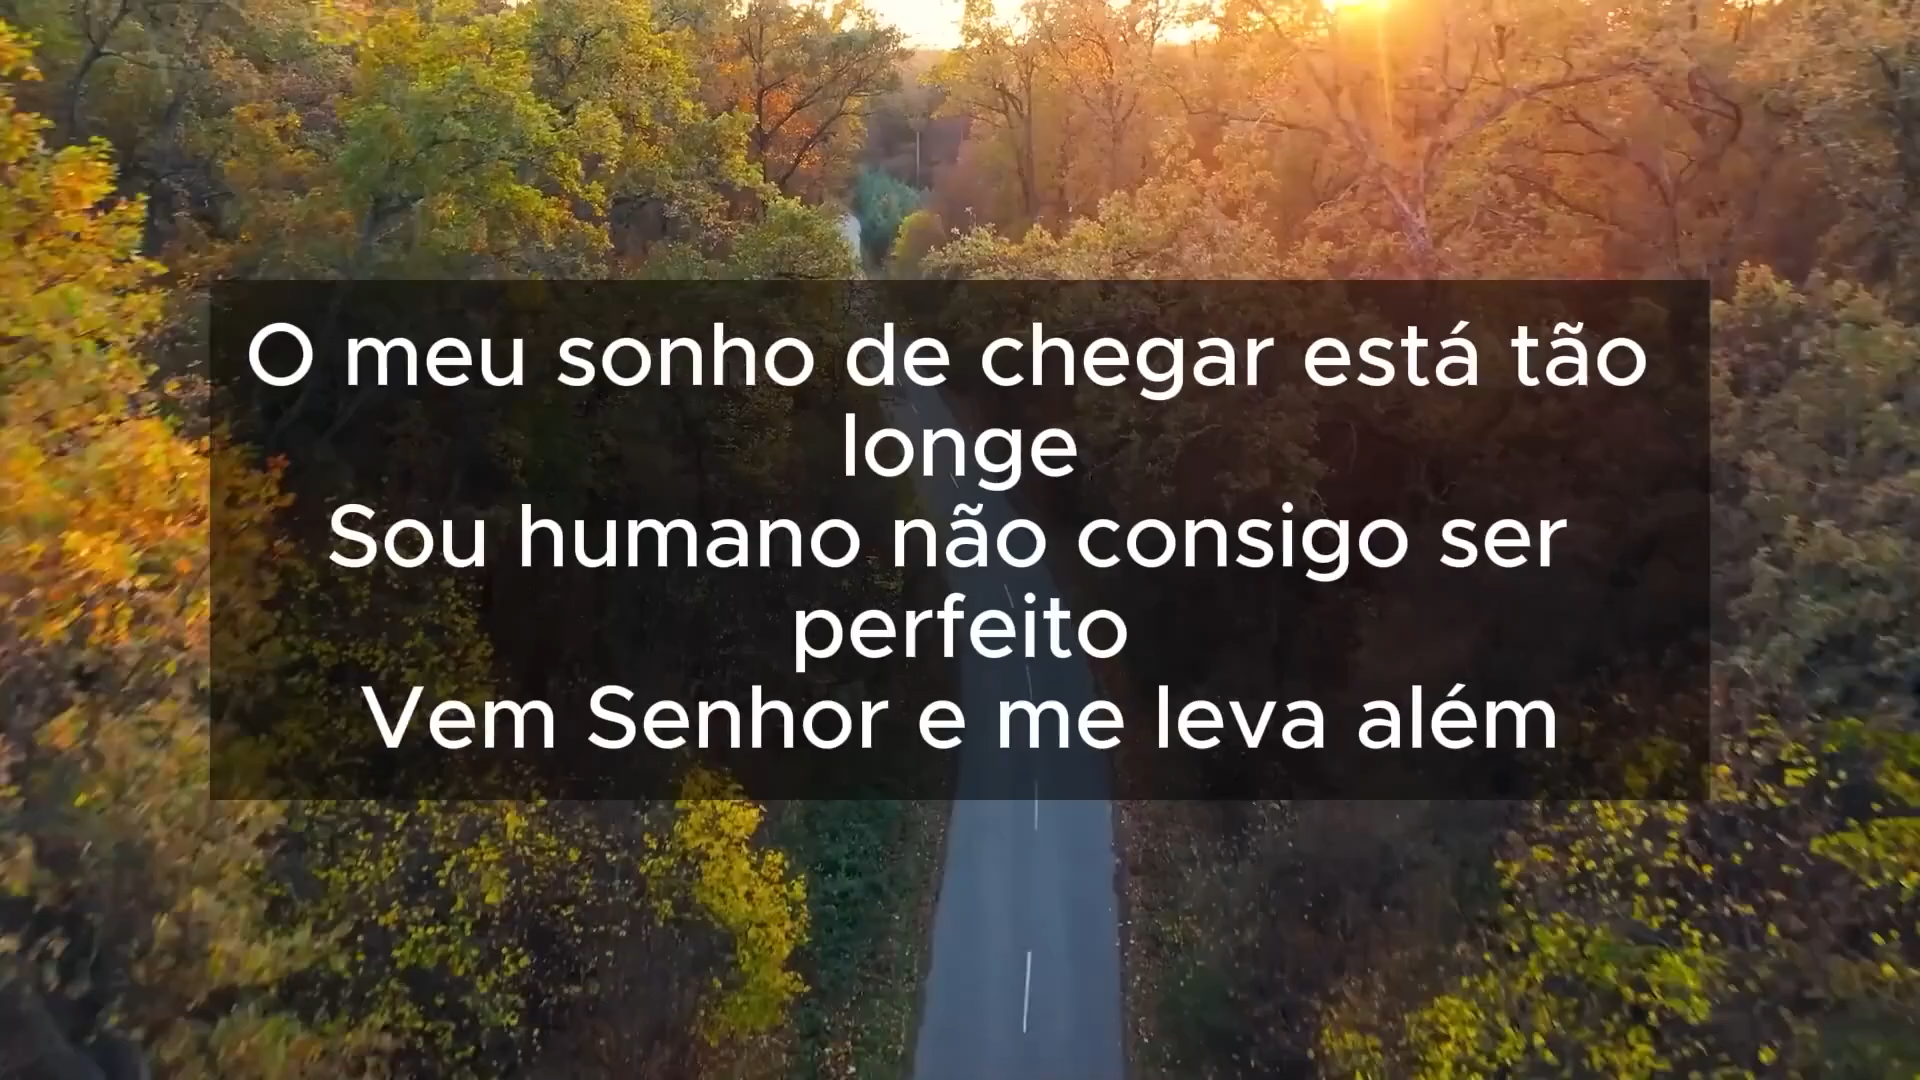 O meu sonho de chegar está tão
longe
Sou humano não consigo ser
perfeito
Vem Senhor e me leva além